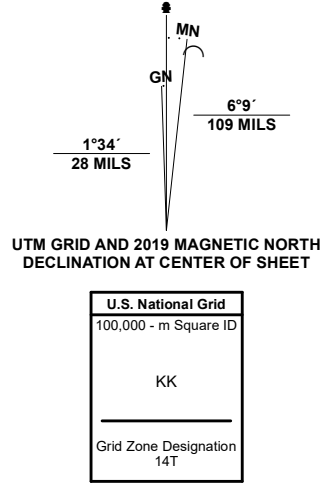 MN
GN
6°9´
109 MILS
1°34´
28 MILS
UTM GRID AND 2019 MAGNETIC NORTH
DECLINATION AT CENTER OF SHEET
U.S. National Grid
100,000 - m Square ID
KK
Grid Zone Designation
14T